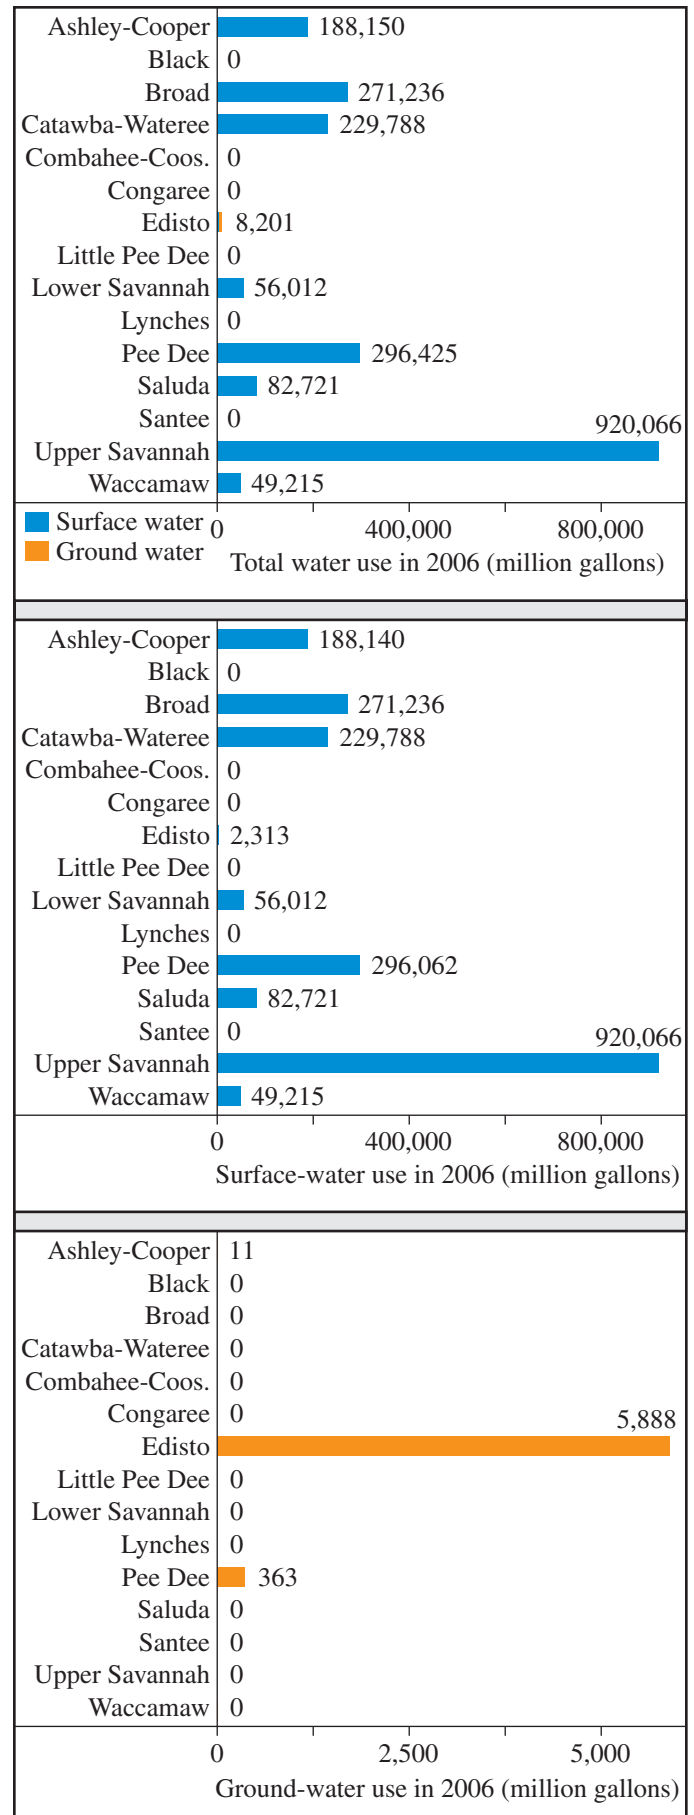 Ashley-Cooper 188,150
Black 0
Broad 271,236
Catawba-Wateree 229,788
Combahee-Coos. 0
Congaree 0
Edisto 8,201
Little Pee Dee 0
Lower Savannah 56,012
Lynches 0
Pee Dee 296,425
Saluda 82,721
Santee 0
Upper Savannah 920,066
Waccamaw 49,215
Surface water
Ground water
0 400,000 800,000
Total water use in 2006 (million gallons)
Ashley-Cooper 188,140
Black 0
Broad 271,236
Catawba-Wateree 229,788
Combahee-Coos. 0
Congaree 0
Edisto 2,313
Little Pee Dee 0
Lower Savannah 56,012
Lynches 0
Pee Dee 296,062
Saluda 82,721
Santee 0
Upper Savannah 920,066
Waccamaw 49,215
0 400,000 800,000
Surface-water use in 2006 (million gallons)
Ashley-Cooper 11
Black 0
Broad 0
Catawba-Wateree 0
Combahee-Coos. 0
Congaree 0
Edisto 5,888
Little Pee Dee 0
Lower Savannah 0
Lynches 0
Pee Dee 363
Saluda 0
Santee 0
Upper Savannah 0
Waccamaw 0
0 2,500 5,000
Ground-water use in 2006 (million gallons)